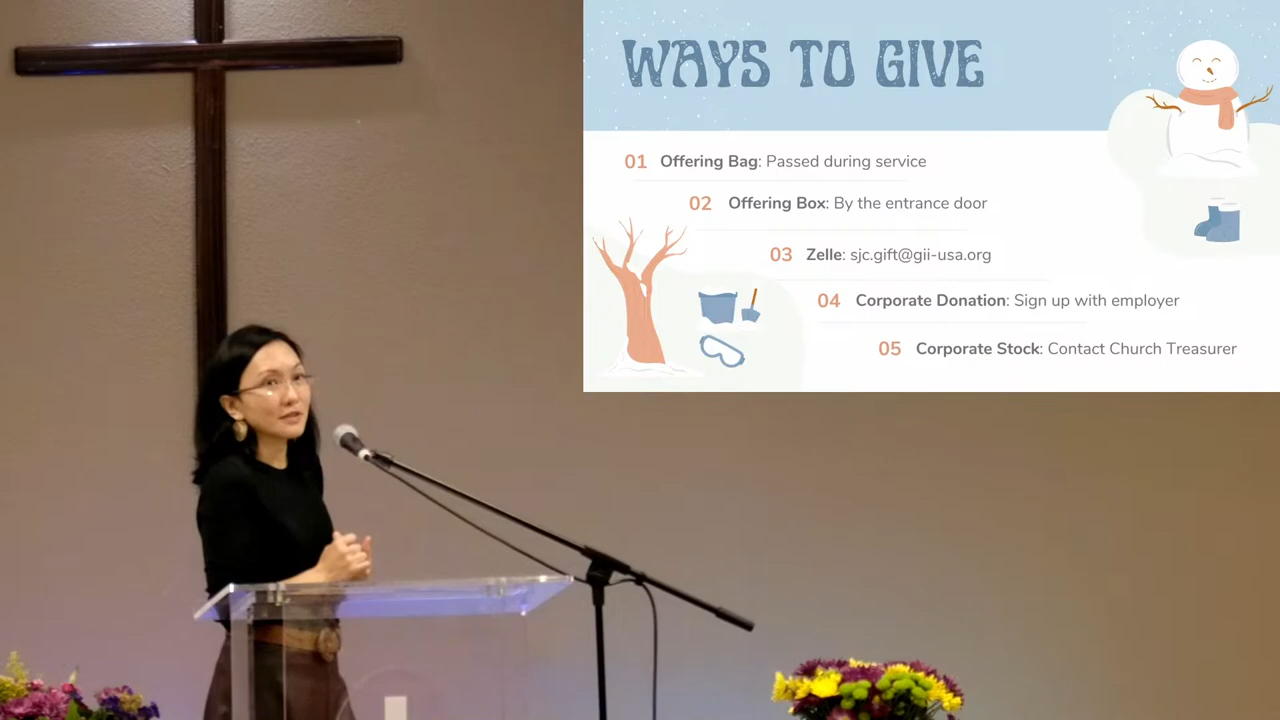 WAYS TO GIVE
01 Offering Bag: Passed during service
02 Offering Box: By the entrance door
03 Zelle: sjc.gift@gii-usa.org
04 Corporate Donation: Sign up with employer
05 Corporate Stock: Contact Church Treasurer